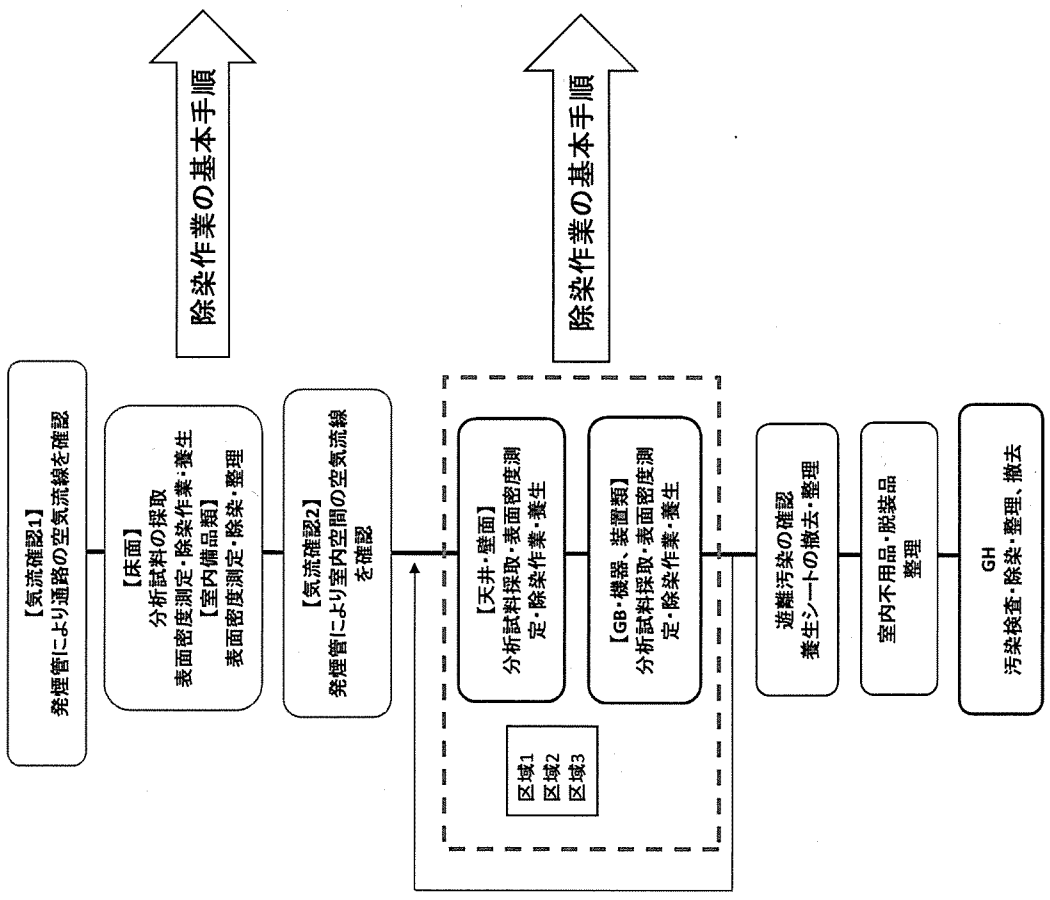 【気流確認1】
発煙管により通路の空気流線を確認
【床面】
分析試料の採取
表面密度測定・除染作業・養生
【室内備品類】
表面密度測定・除染・整理
除染作業の基本手順
【気流確認2】
発煙管により室内空間の空気流線
を確認
区域1
区域2
区域3
【天井・壁面】
分析試料採取・表面密度測
定・除染作業・養生
【GB・機器、装置類】
分析試料採取・表面密度測
定・除染作業・養生
除染作業の基本手順
遊離汚染の確認
養生シートの撤去・整理
室内不用品・脱装品
整理
GH
汚染検査・除染・整理、撤去